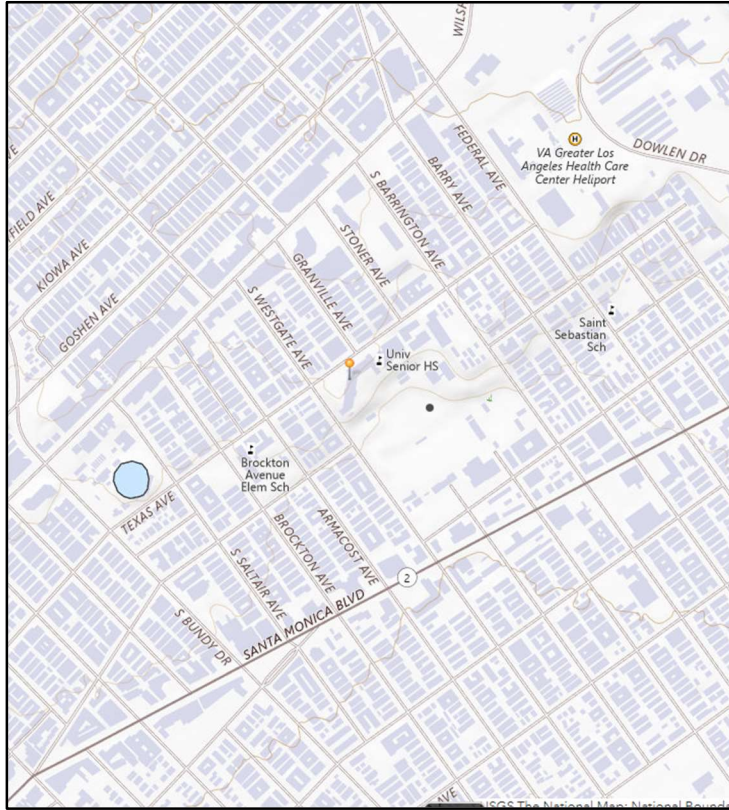 WILSH
FEDERAL AVE
DOWLEN DR
VA Greater Los
Angeles Health Care
Center Heliport
H
BARRY AVE
S BARRINGTON AVE
STONER AVE
GRANVILLE AVE
S WESTGATE AVE
VE
FIELD AVE
KIOWA AVE
GOSHEN AVE
Univ
Senior HS
Saint
Sebastian
Sch
Brockton
Avenue
Elem Sch
TEXAS AVE
ARMACOST AVE
BROCKTON AVE
S SALTAIR AVE
S BUNDY DR
SANTA MONICA BLVD
2
AVE
USGS The National Map: National Bounda